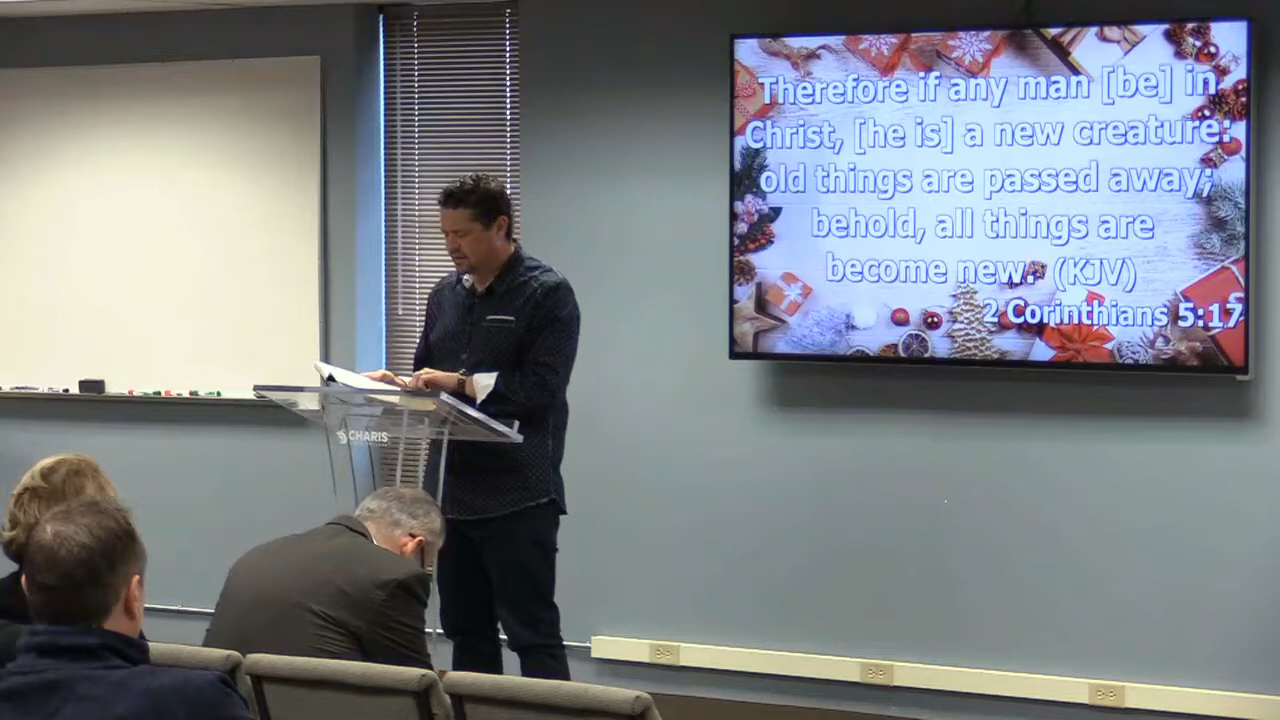 Therefore if any man [be] in
Christ, [he is] a new creature:
old things are passed away;
behold, all things are
become new. (KJV)
2 Corinthians 5:17
CHARIS